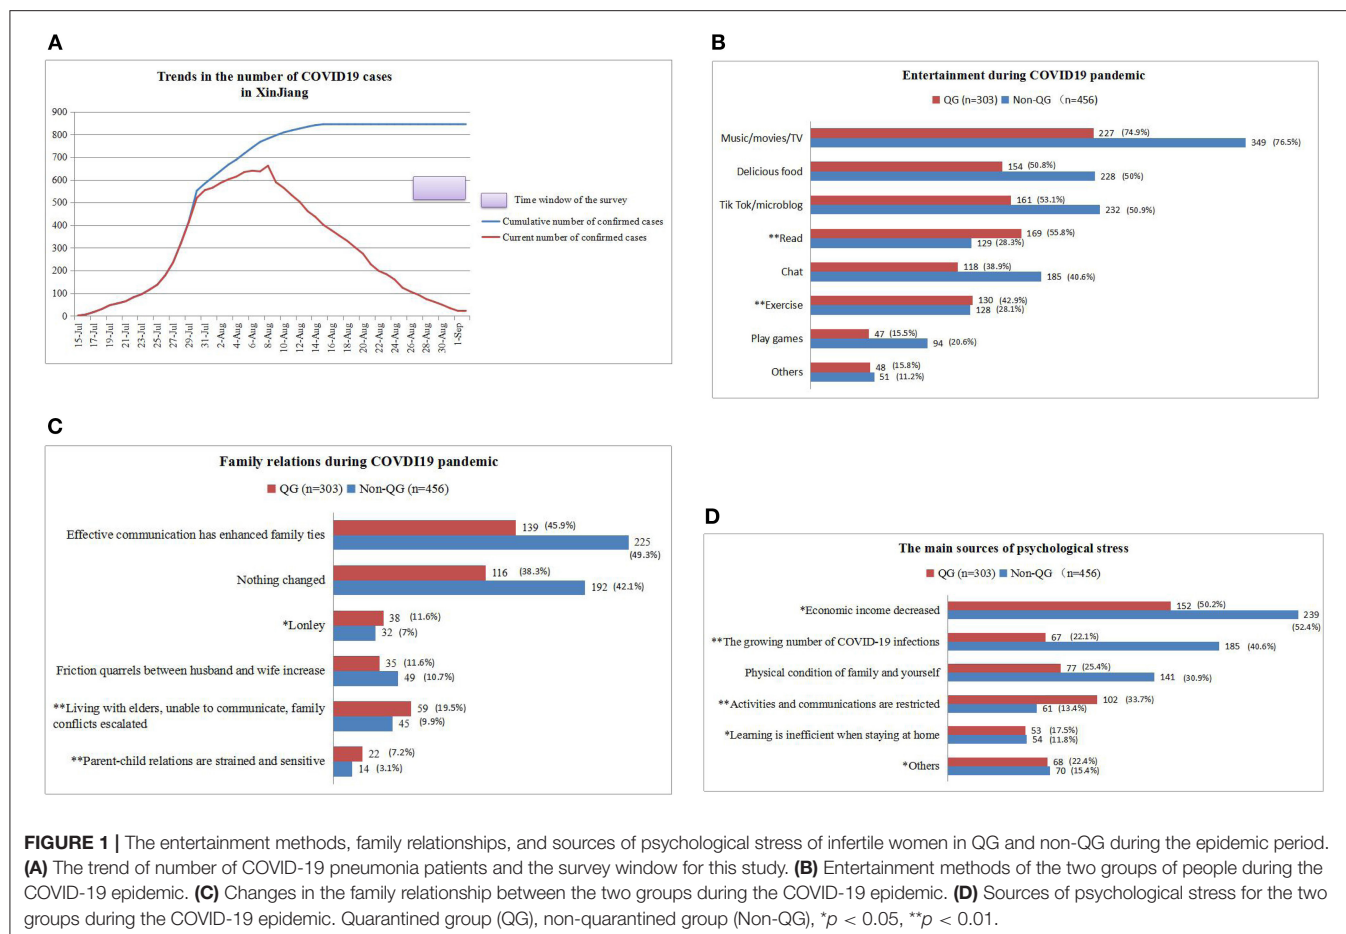 A
Trends in the number of COVID19 cases
in XinJiang
900
800
700
600
500
400
300
200
100
0
15-Jul
17-Jul
19-Jul
21-Jul
23-Jul
25-Jul
27-Jul
29-Jul
31-Jul
2-Aug
4-Aug
6-Aug
8-Aug
10-Aug
12-Aug
14-Aug
16-Aug
18-Aug
20-Aug
22-Aug
24-Aug
26-Aug
28-Aug
30-Aug
1-Sep
Time window of the survey
Cumulative number of confirmed cases
Current number of confirmed cases
B
Entertainment during COVID19 pandemic
QG (n=303) Non-QG （n=456)
Music/movies/TV
227 (74.9%)
349 (76.5%)
Delicious food
154 (50.8%)
228 (50%)
Tik Tok/microblog
161 (53.1%)
232 (50.9%)
**Read
169 (55.8%)
129 (28.3%)
Chat
118 (38.9%)
185 (40.6%)
**Exercise
130 (42.9%)
128 (28.1%)
Play games
47 (15.5%)
94 (20.6%)
Others
48 (15.8%)
51 (11.2%)
C
Family relations during COVDI19 pandemic
QG (n=303) Non-QG (n=456)
Effective communication has enhanced family ties
139 (45.9%)
225
(49.3%)
Nothing changed
116 (38.3%)
192 (42.1%)
*Lonley
38 (11.6%)
32 (7%)
Friction quarrels between husband and wife increase
35 (11.6%)
49 (10.7%)
**Living with elders, unable to communicate, family
conflicts escalated
59 (19.5%)
45 (9.9%)
**Parent-child relations are strained and sensitive
22 (7.2%)
14 (3.1%)
D
The main sources of psychological stress
QG (n=303) Non-QG （n=456)
*Economic income decreased
152 (50.2%)
239
(52.4%)
**The growing number of COVID-19 infections
67 (22.1%)
185 (40.6%)
Physical condition of family and yourself
77 (25.4%)
141 (30.9%)
**Activities and communications are restricted
102 (33.7%)
61 (13.4%)
*Learning is inefficient when staying at home
53 (17.5%)
54 (11.8%)
*Others
68 (22.4%)
70 (15.4%)
FIGURE 1 | The entertainment methods, family relationships, and sources of psychological stress of infertile women in QG and non-QG during the epidemic period.
(A) The trend of number of COVID-19 pneumonia patients and the survey window for this study. (B) Entertainment methods of the two groups of people during the
COVID-19 epidemic. (C) Changes in the family relationship between the two groups during the COVID-19 epidemic. (D) Sources of psychological stress for the two
groups during the COVID-19 epidemic. Quarantined group (QG), non-quarantined group (Non-QG), *p < 0.05, **p < 0.01.